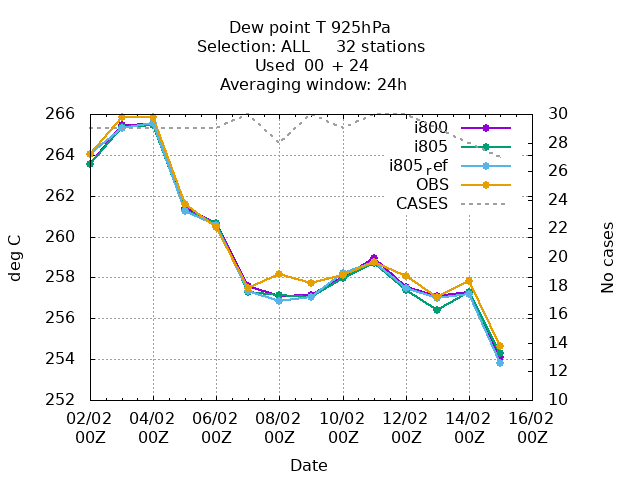 Dew point T 925hPa
Selection: ALL 32 stations
Used 00 + 24
Averaging window: 24h
266
264
262
260
258
256
254
252
deg C
30
28
26
24
22
20
18
16
14
12
10
No cases
i800
i805
i805ref
OBS
CASES
02/02 04/02 06/02 08/02 10/02 12/02 14/02 16/02
00Z 00Z 00Z 00Z 00Z 00Z 00Z 00Z
Date